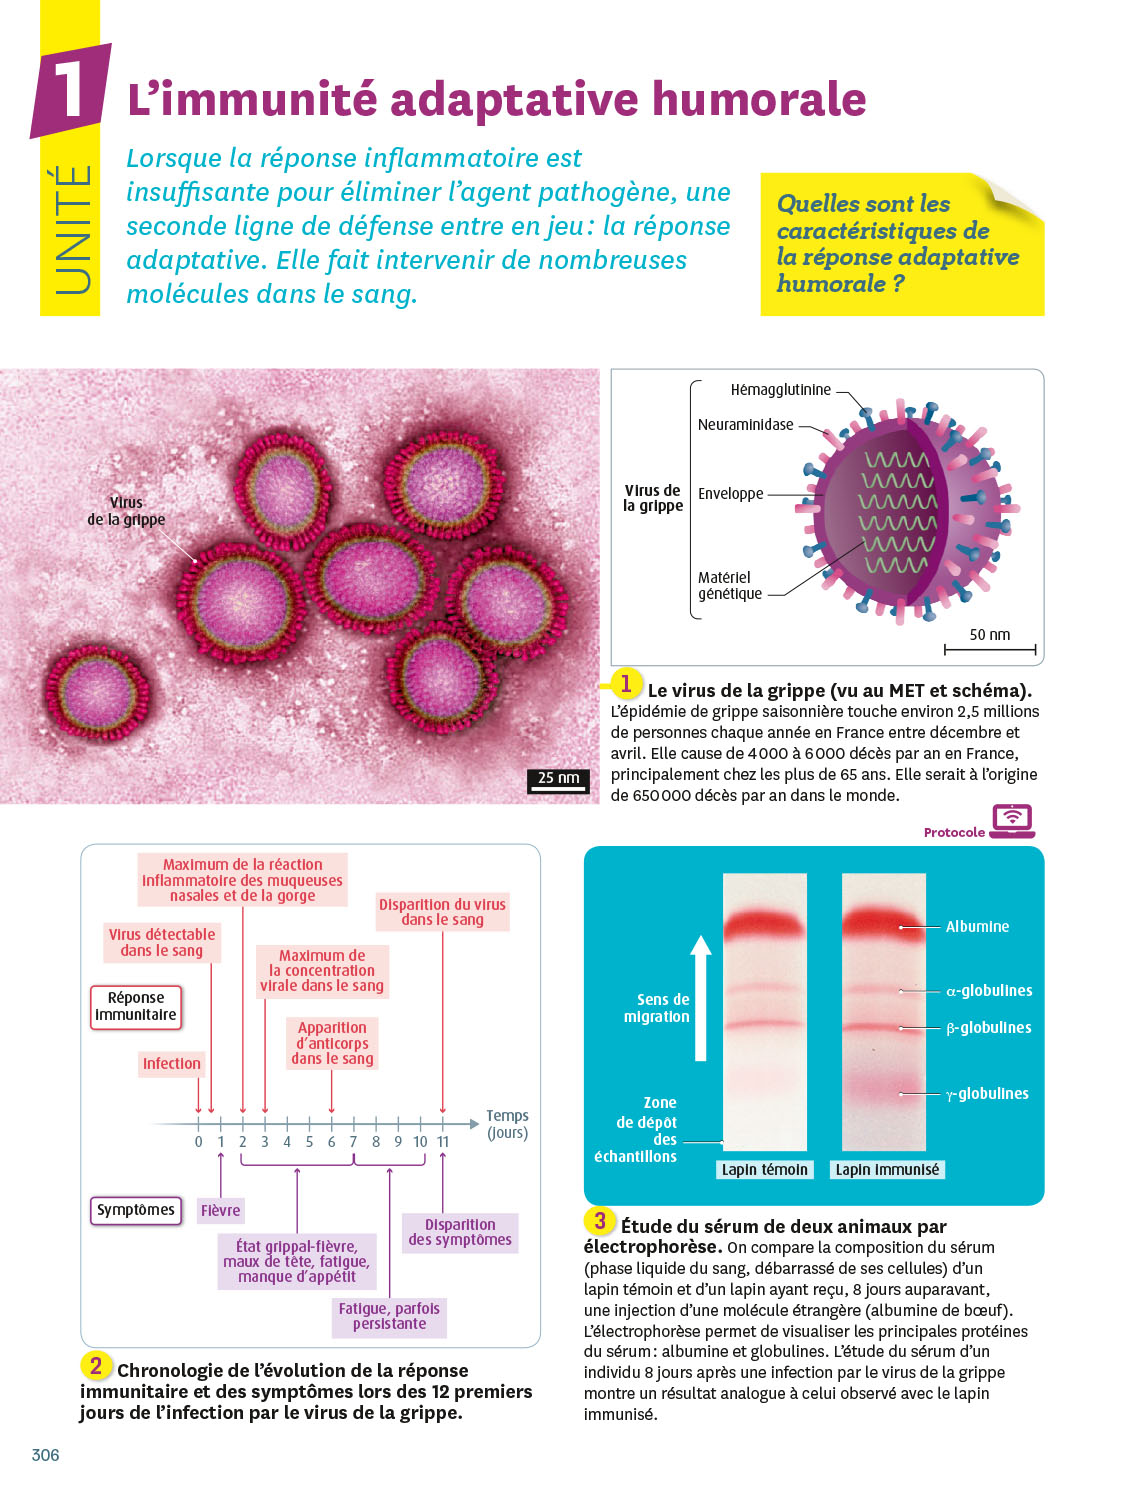 1
UNITÉ
L'immunité adaptative humorale
Lorsque la réponse inflammatoire est
insuffisante pour éliminer l'agent pathogène, une
seconde ligne de défense entre en jeu : la réponse
adaptative. Elle fait intervenir de nombreuses
molécules dans le sang.
Quelles sont les
caractéristiques de
la réponse adaptative
humorale ?
Virus
de la grippe
25 nm
Hémagglutinine
Neuraminidase
Virus de
la grippe
Enveloppe
Matériel
génétique
50 nm
1 Le virus de la grippe (vu au MET et schéma).
L'épidémie de grippe saisonnière touche environ 2,5 millions
de personnes chaque année en France entre décembre et
avril. Elle cause de 4 000 à 6 000 décès par an en France,
principalement chez les plus de 65 ans. Elle serait à l'origine
de 650 000 décès par an dans le monde.
Maximum de la réaction
inflammatoire des muqueuses
nasales et de la gorge
Disparition du virus
dans le sang
Virus détectable
dans le sang
Maximum de
la concentration
virale dans le sang
Réponse
immunitaire
Apparition
d'anticorps
dans le sang
Infection
Temps
(jours)
0 1 2 3 4 5 6 7 8 9 10 11
Symptômes
Fièvre
Disparition
des symptômes
État grippal-fièvre,
maux de tête, fatigue,
manque d'appétit
Fatigue, parfois
persistante
2 Chronologie de l'évolution de la réponse
immunitaire et des symptômes lors des 12 premiers
jours de l'infection par le virus de la grippe.
Protocole
Albumine
α-globulines
Sens de
migration
β-globulines
γ-globulines
Zone
de dépôt
des
échantillons
Lapin témoin
Lapin immunisé
3 Étude du sérum de deux animaux par
électrophorèse. On compare la composition du sérum
(phase liquide du sang, débarrassé de ses cellules) d'un
lapin témoin et d'un lapin ayant reçu, 8 jours auparavant,
une injection d'une molécule étrangère (albumine de bœuf).
L'électrophorèse permet de visualiser les principales protéines
du sérum : albumine et globulines. L'étude du sérum d'un
individu 8 jours après une infection par le virus de la grippe
montre un résultat analogue à celui observé avec le lapin
immunisé.
306